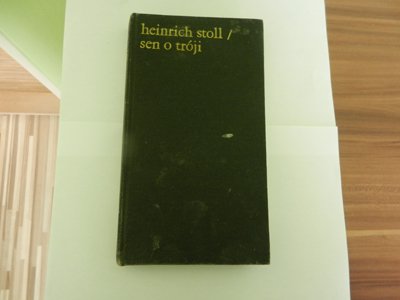 heinrich stoll /
sen o tróji